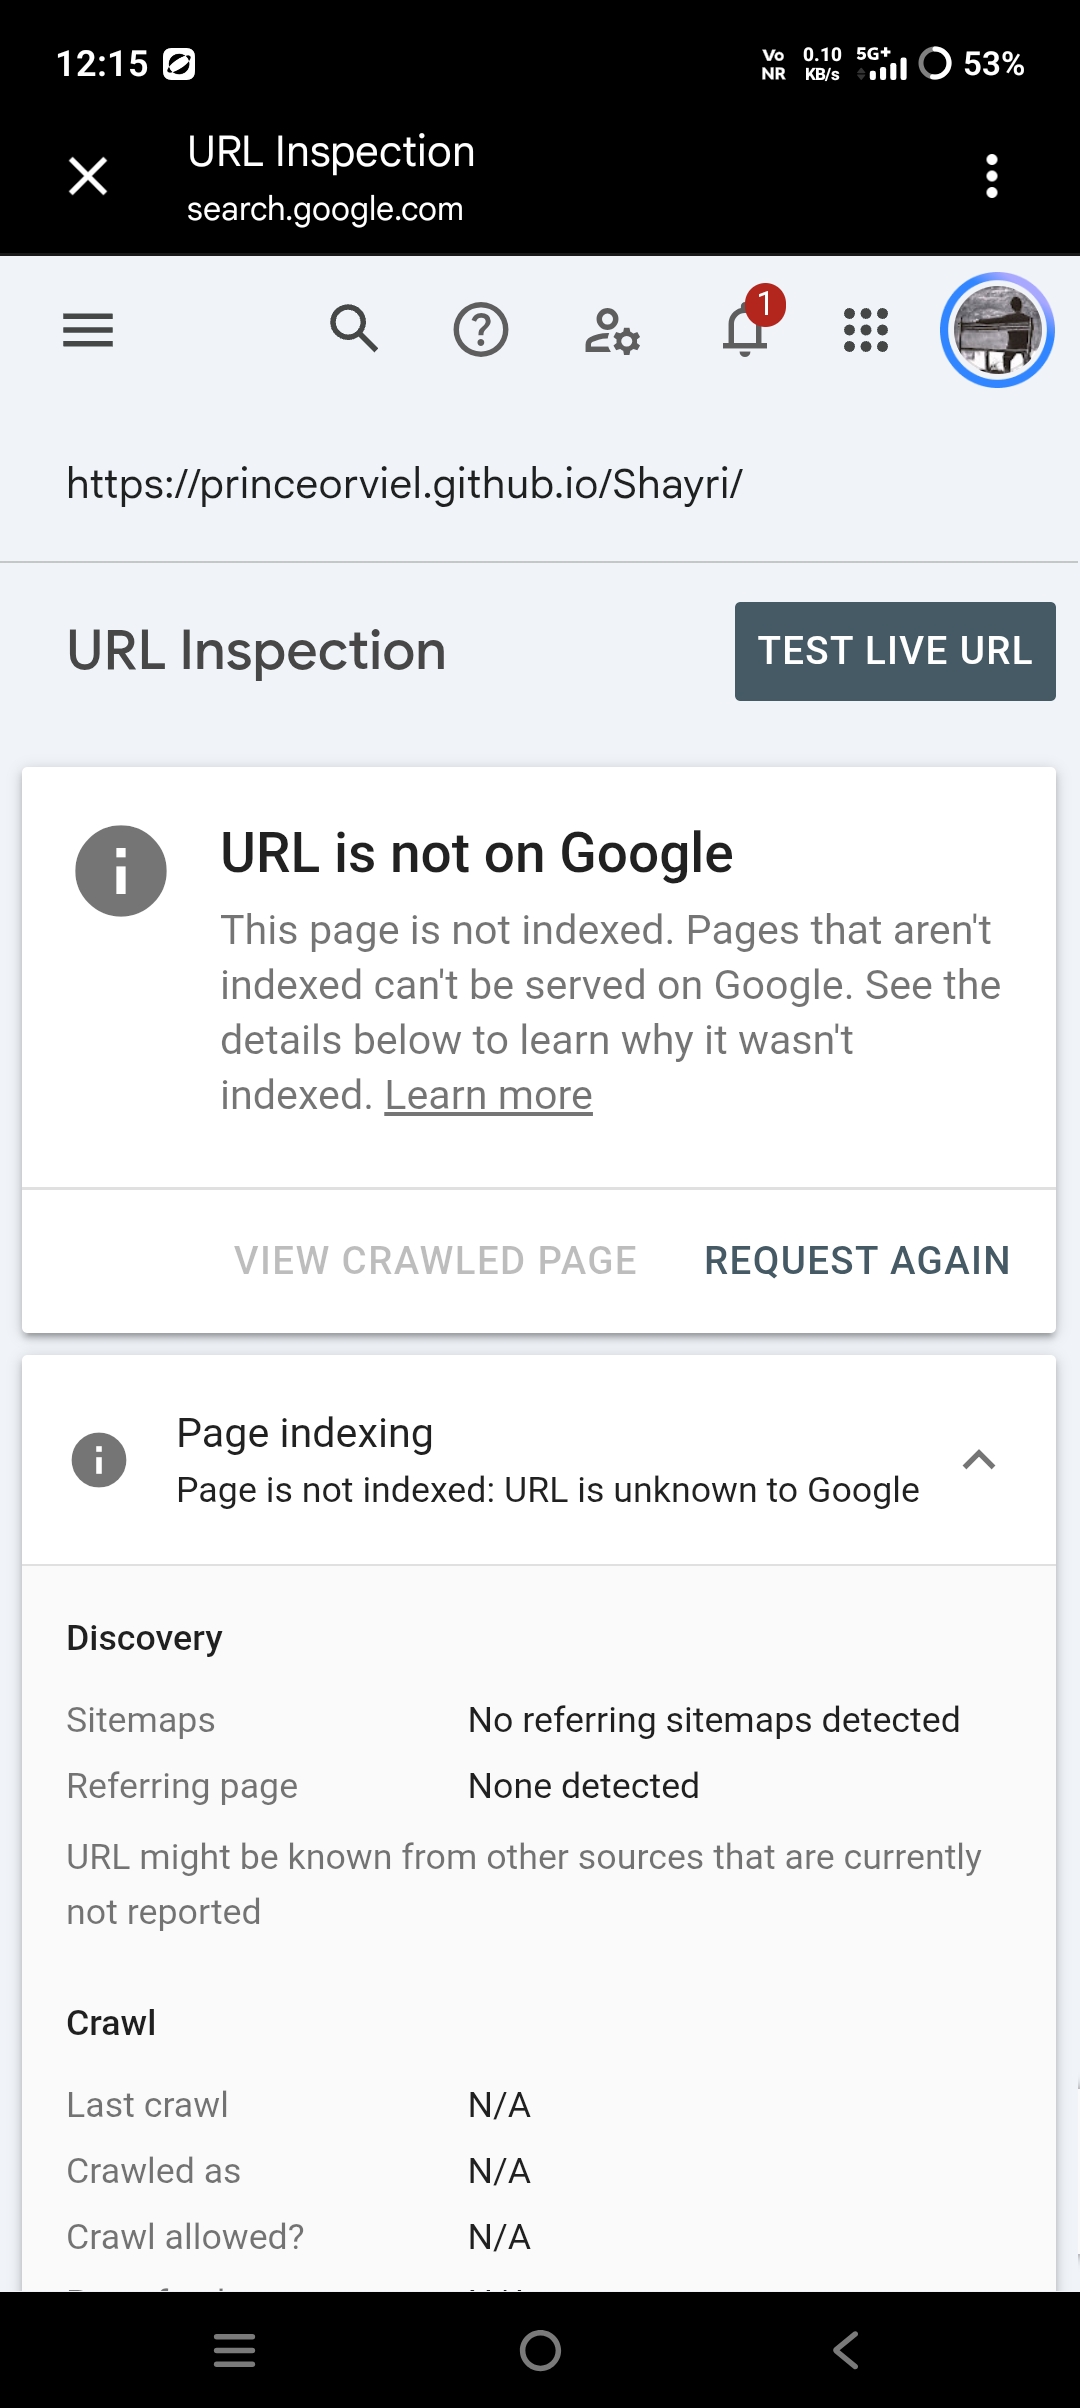 12:15
Vo NR 0.10 KB/s 5G+ 53%
URL Inspection
search.google.com
1
https://princeorviel.github.io/Shayri/
URL Inspection
TEST LIVE URL
URL is not on Google
This page is not indexed. Pages that aren't
indexed can't be served on Google. See the
details below to learn why it wasn't
indexed. Learn more
VIEW CRAWLED PAGE REQUEST AGAIN
Page indexing
Page is not indexed: URL is unknown to Google
Discovery
Sitemaps No referring sitemaps detected
Referring page None detected
URL might be known from other sources that are currently
not reported
Crawl
Last crawl N/A
Crawled as N/A
Crawl allowed? N/A